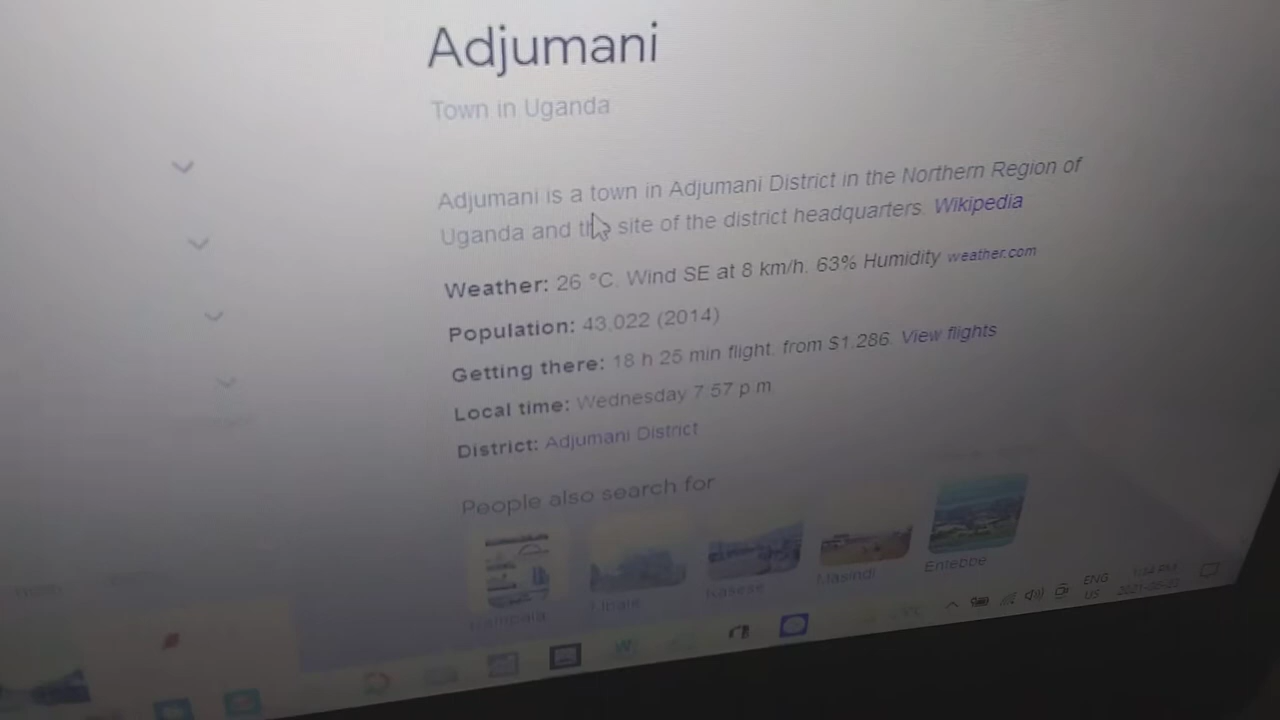 Adjumani
Town in Uganda
Adjumani is a town in Adjumani District in the Northern Region of
Uganda and the site of the district headquarters. Wikipedia
Weather: 26 °C, Wind SE at 8 km/h, 63% Humidity weather.com
Population: 43,022 (2014)
Getting there: 18 h 25 min flight, from $1,286. View flights
Local time: Wednesday 7:57 p.m.
District: Adjumani District
People also search for
Kampala
Kasese
Masindi
Entebbe
ENG
US